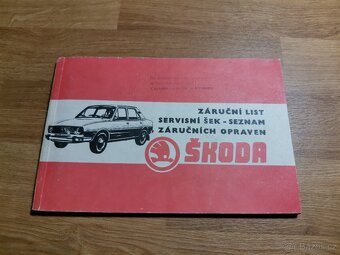 ZÁRUČNÍ LIST
SERVISNÍ ŠEK - SEZNAM
ZÁRUČNÍCH OPRAVEN
ŠKODA